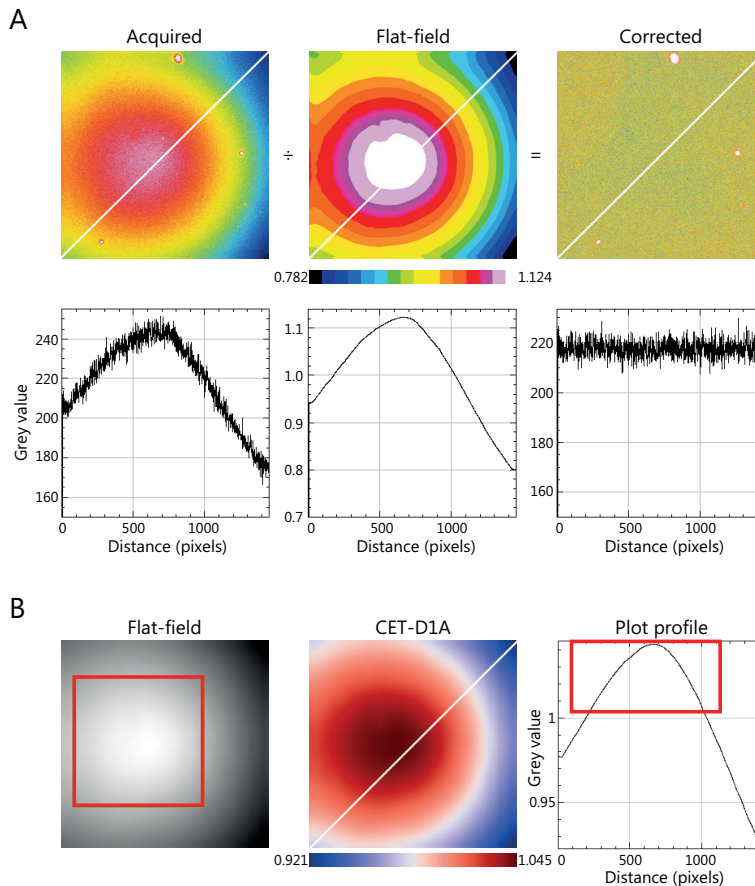 A
Acquired
Flat-field
Corrected
÷
=
0.782
1.124
240
220
200
180
160
Grey value
0
500
1000
Distance (pixels)
1.1
1.0
0.9
0.8
0.7
0
500
1000
Distance (pixels)
220
200
180
160
0
500
1000
Distance (pixels)
B
Flat-field
CET-D1A
Plot profile
0.921
1.045
1
0.95
Grey value
0
500
1000
Distance (pixels)